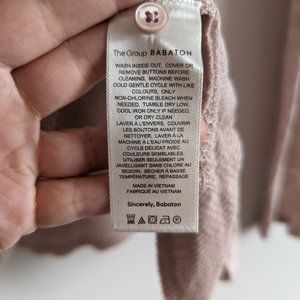 The Group BABATON
WASH INSIDE OUT, COVER OR
REMOVE BUTTONS BEFORE
CLEANING, MACHINE WASH
COLD GENTLE CYCLE WITH LIKE
COLOURS, ONLY
NON-CHLORINE BLEACH WHEN
NEEDED, TUMBLE DRY LOW,
COOL IRON ONLY IF NEEDED,
OR DRY CLEAN
LAVER À L'ENVERS, COUVRIR
LES BOUTONS AVANT DE
NETTOYER, LAVER À LA
MACHINE À L'EAU FROIDE AU
CYCLE DÉLICAT AVEC
COULEURS SEMBLABLES,
UTILISER SEULEMENT UN
JAVELLISANT SANS CHLORE AU
BESOIN, SÉCHER À BASSE
TEMPÉRATURE, REPASSAGE
MADE IN VIETNAM
FABRIQUÉ AU VIETNAM
Sincerely, Babaton